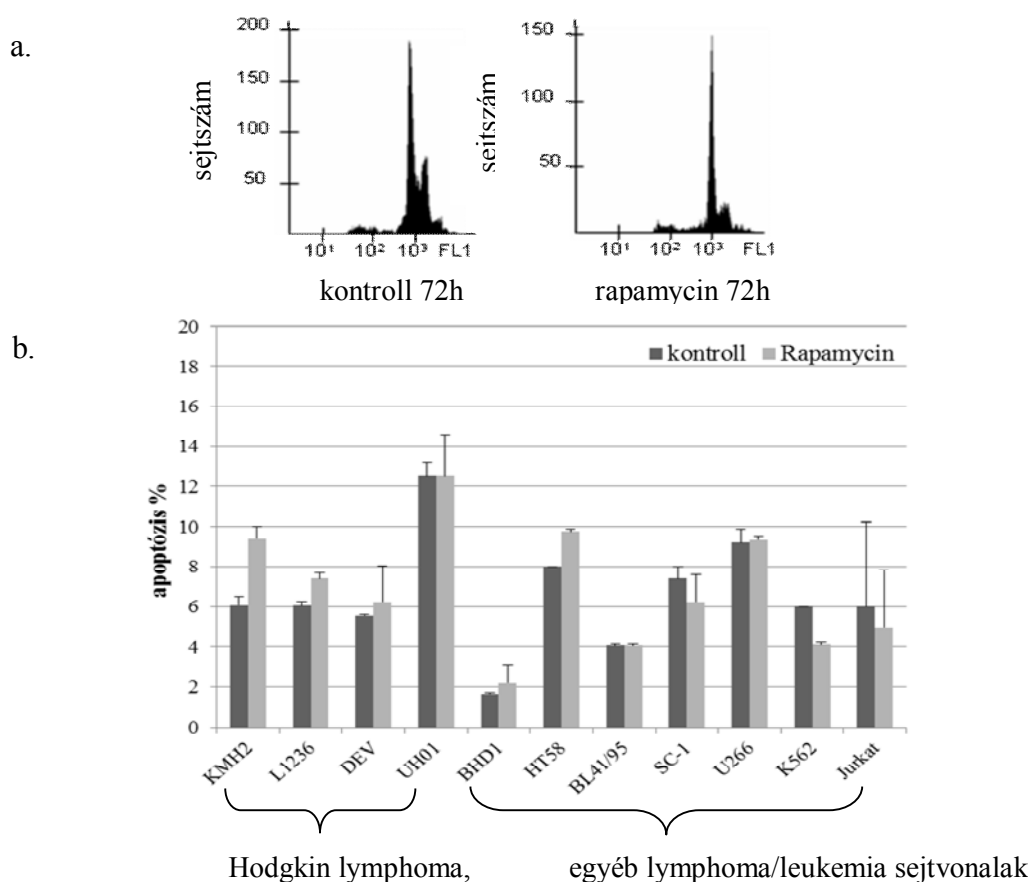 a.
200
150
100
50
sejtszám
10¹ 10² 10³ FL1
kontroll 72h
150
100
50
sejtszám
10¹ 10² 10³ FL1
rapamycin 72h
b.
20
18
16
14
12
10
8
6
4
2
0
apoptózis %
kontroll Rapamycin
KMH2
L1236
DEV
UH01
BHD1
HT58
BL41/95
SC-1
U266
K562
Jurkat
Hodgkin lymphoma,
egyéb lymphoma/leukemia sejtvonalak